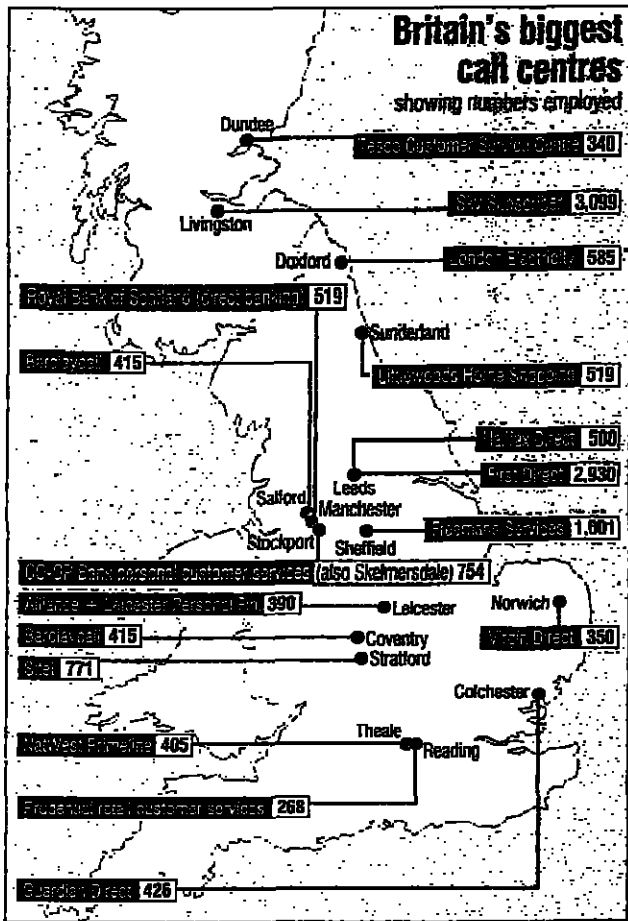 Britain's biggest
call centres
showing numbers employed
Dundee
Tesco Customer Service Centre 340
Livingston
Sky Subscriber 3,099
Doxford
London Electricity 585
Royal Bank of Scotland (direct banking) 519
Sunderland
Barclaycall 415
Littlewoods Home Shopping 519
Halifax Direct 500
First Direct 2,930
Leeds
Salford
Manchester
Stockport
Sheffield
Freemans Services 1,601
CO-OP Bank personal customer services (also Skelmersdale) 754
Alliance + Leicester Personal Fin 390
Leicester
Norwich
Barclaycall 415
Coventry
Virgin Direct 350
771
Stratford
Colchester
Theale
NatWest Primeline 405
Reading
Prudential retail customer services 268
Guardian Direct 426